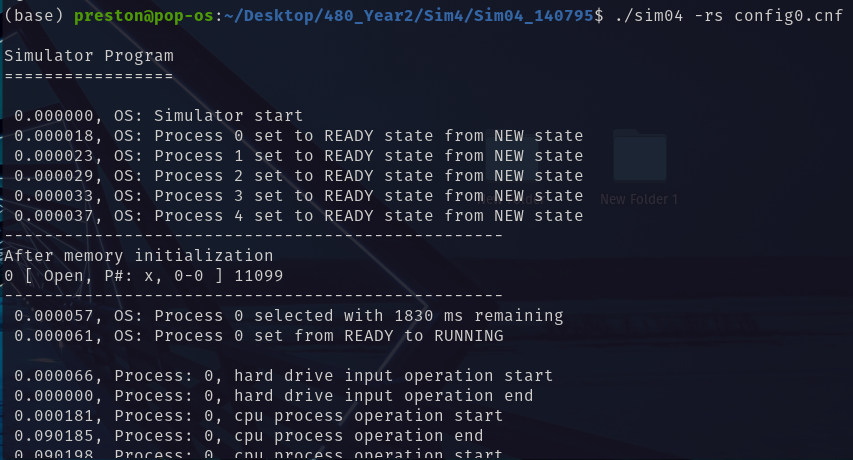 (base) preston@pop-os:~/Desktop/480_Year2/Sim4/Sim04_140795$ ./sim04 -rs config0.cnf
Simulator Program
=================
0.000000, OS: Simulator start
0.000018, OS: Process 0 set to READY state from NEW state
0.000023, OS: Process 1 set to READY state from NEW state
0.000029, OS: Process 2 set to READY state from NEW state
0.000033, OS: Process 3 set to READY state from NEW state
New Folder 1
0.000037, OS: Process 4 set to READY state from NEW state
--------------------------------------------------
After memory initialization
0 [ Open, P#: x, 0-0 ] 11099
--------------------------------------------------
0.000057, OS: Process 0 selected with 1830 ms remaining
0.000061, OS: Process 0 set from READY to RUNNING
0.000066, Process: 0, hard drive input operation start
0.000000, Process: 0, hard drive input operation end
0.000181, Process: 0, cpu process operation start
0.090185, Process: 0, cpu process operation end
0.090198, Process: 0, cpu process operation start